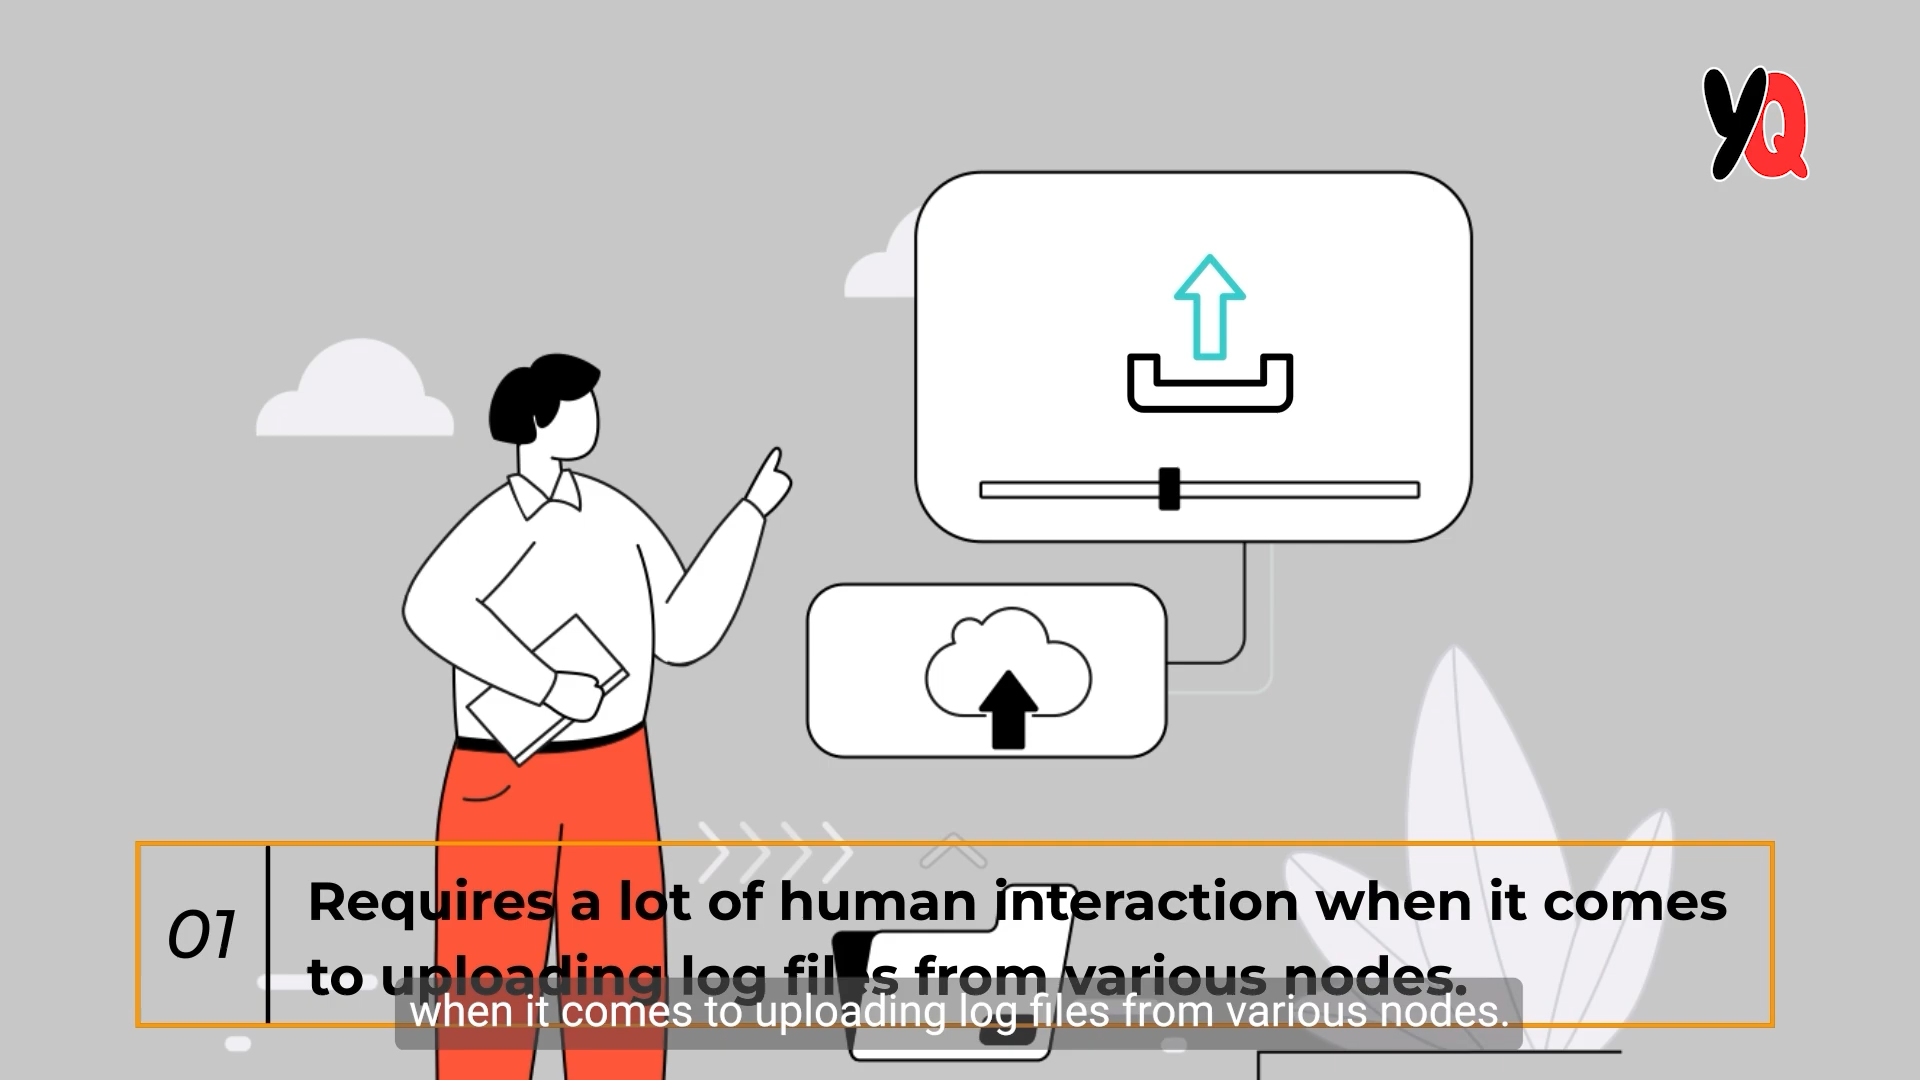 YQ
01
Requires a lot of human interaction when it comes
to uploading log files from various nodes.
when it comes to uploading log files from various nodes.